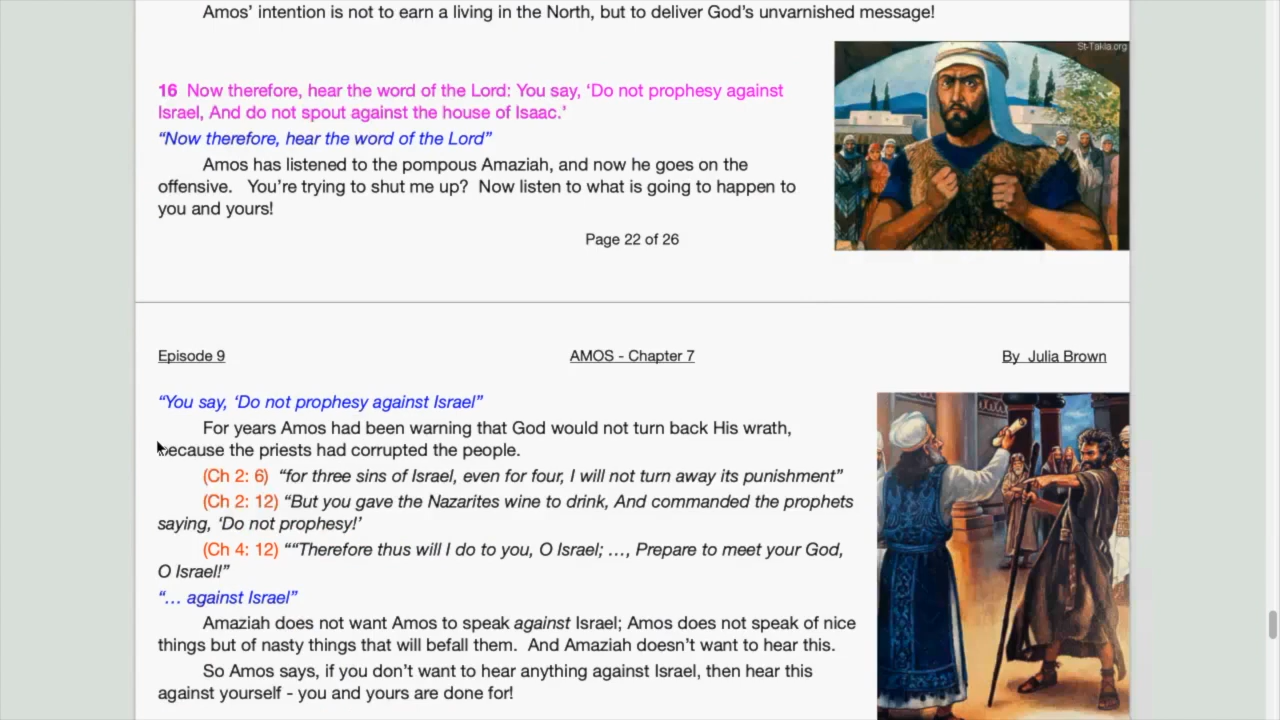 Amos’ intention is not to earn a living in the North, but to deliver God’s unvarnished message!
St-Takla.org
16  Now therefore, hear the word of the Lord: You say, ‘Do not prophesy against
Israel, And do not spout against the house of Isaac.’
“Now therefore, hear the word of the Lord”
Amos has listened to the pompous Amaziah, and now he goes on the
offensive.   You’re trying to shut me up?  Now listen to what is going to happen to
you and yours!
Page 22 of 26
Episode 9
AMOS - Chapter 7
By  Julia Brown
“You say, ‘Do not prophesy against Israel”
For years Amos had been warning that God would not turn back His wrath,
because the priests had corrupted the people.
(Ch 2: 6)  “for three sins of Israel, even for four, I will not turn away its punishment”
(Ch 2: 12) “But you gave the Nazarites wine to drink, And commanded the prophets
saying, ‘Do not prophesy!’
(Ch 4: 12) ““Therefore thus will I do to you, O Israel; …, Prepare to meet your God,
O Israel!”
“… against Israel”
Amaziah does not want Amos to speak against Israel; Amos does not speak of nice
things but of nasty things that will befall them.  And Amaziah doesn’t want to hear this.
So Amos says, if you don’t want to hear anything against Israel, then hear this
against yourself - you and yours are done for!